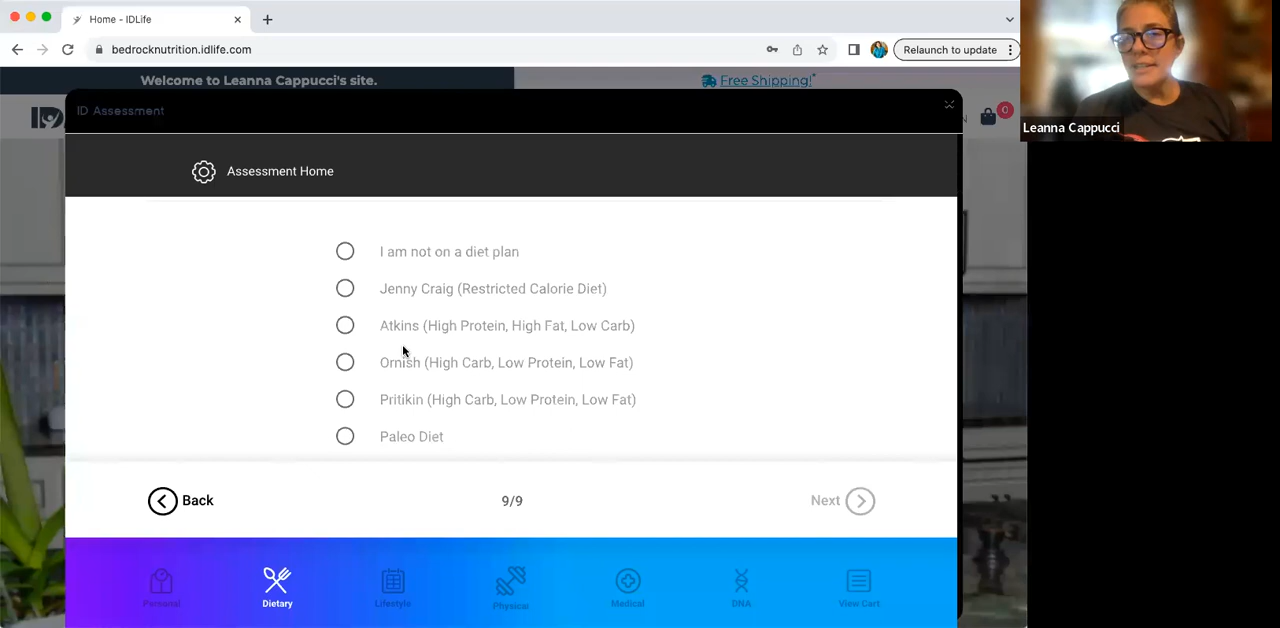 Home - IDLife
bedrocknutrition.idlife.com
Relaunch to update
Welcome to Leanna Cappucci's site.
Free Shipping!*
ID Assessment
0
Leanna Cappucci
Assessment Home
I am not on a diet plan
Jenny Craig (Restricted Calorie Diet)
Atkins (High Protein, High Fat, Low Carb)
Ornish (High Carb, Low Protein, Low Fat)
Pritikin (High Carb, Low Protein, Low Fat)
Paleo Diet
Back
9/9
Next
Personal
Dietary
Lifestyle
Physical
Medical
DNA
View Cart